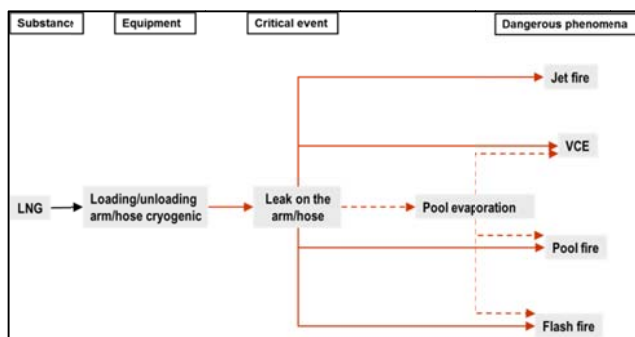 Substance
Equipment
Critical event
Dangerous phenomena
Jet fire
VCE
LNG
Loading/unloading
arm/hose cryogenic
Leak on the
arm/hose
Pool evaporation
Pool fire
Flash fire